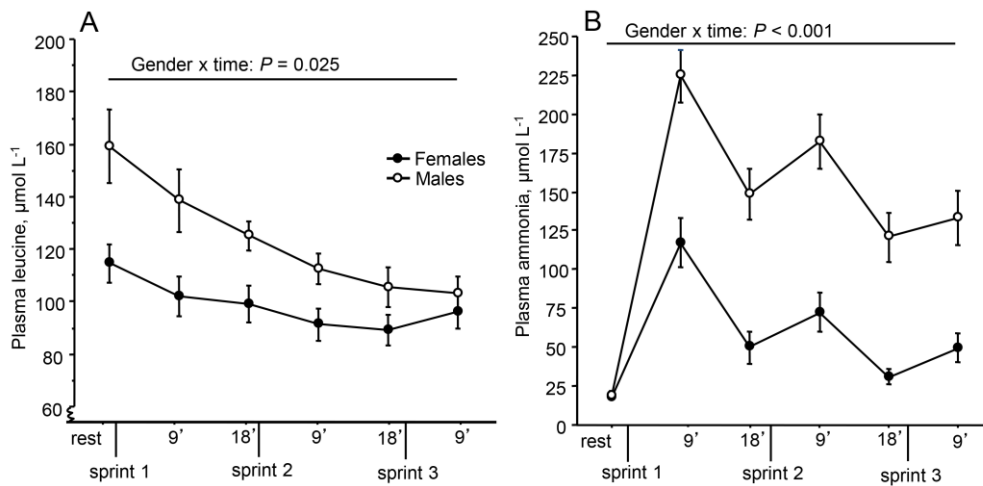 A
Gender x time: P = 0.025
Plasma leucine, µmol L-1
200
180
160
140
120
100
80
60
Females
Males
rest 9’ 18’ 9’ 18’ 9’
sprint 1 sprint 2 sprint 3
B
Gender x time: P < 0.001
Plasma ammonia, µmol L-1
250
225
200
175
150
125
100
75
50
25
0
rest 9’ 18’ 9’ 18’ 9’
sprint 1 sprint 2 sprint 3